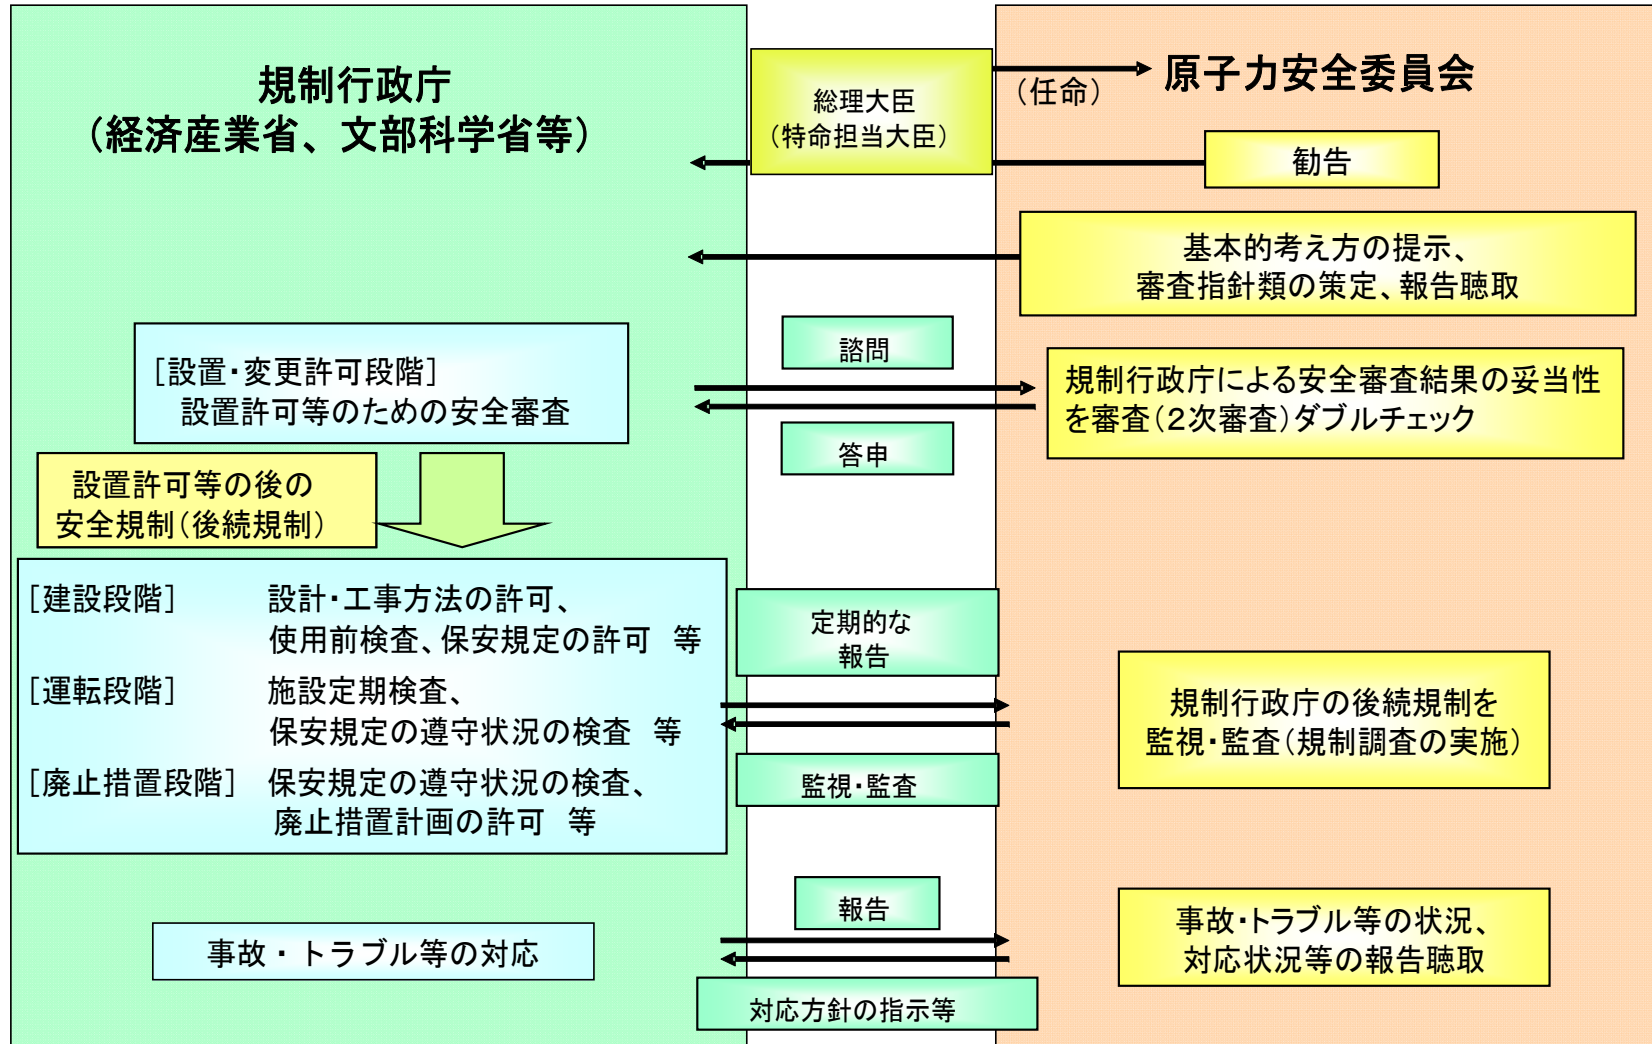 規制行政庁
（経済産業省、文部科学省等）
総理大臣
（特命担当大臣）
（任命）
原子力安全委員会
勧告
基本的考え方の提示、
審査指針類の策定、報告聴取
［設置・変更許可段階］
設置許可等のための安全審査
諮問
答申
規制行政庁による安全審査結果の妥当性
を審査（２次審査）ダブルチェック
設置許可等の後の
安全規制（後続規制）
［建設段階］ 設計・工事方法の許可、
使用前検査、保安規定の許可　等
［運転段階］ 施設定期検査、
保安規定の遵守状況の検査　等
［廃止措置段階］ 保安規定の遵守状況の検査、
廃止措置計画の許可　等
定期的な
報告
監視・監査
規制行政庁の後続規制を
監視・監査（規制調査の実施）
事故・トラブル等の対応
報告
対応方針の指示等
事故・トラブル等の状況、
対応状況等の報告聴取